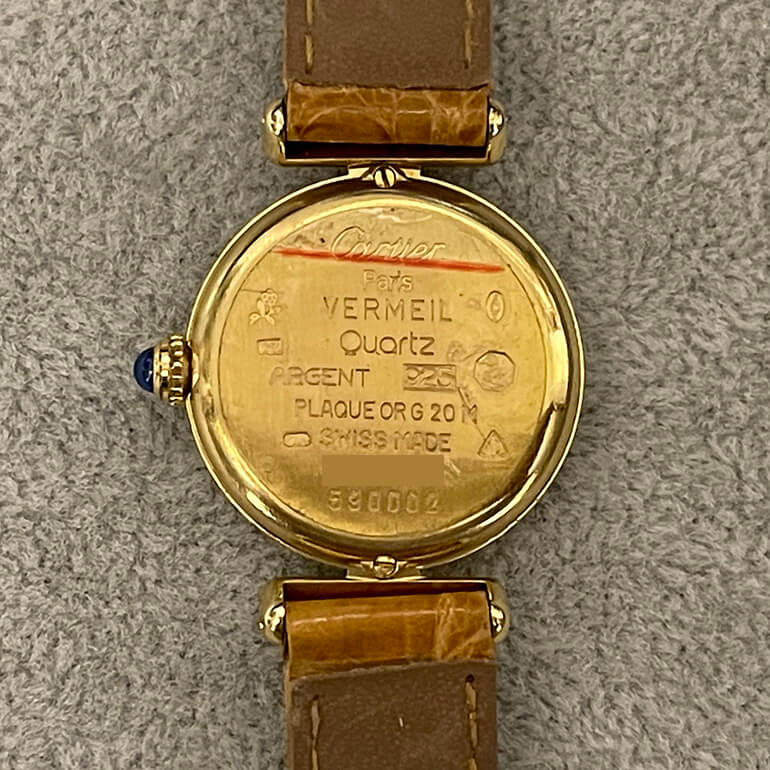 Cartier
Paris
VERMEIL
Quartz
ARGENT 925
PLAQUE OR G 20 M
SWISS MADE
590002